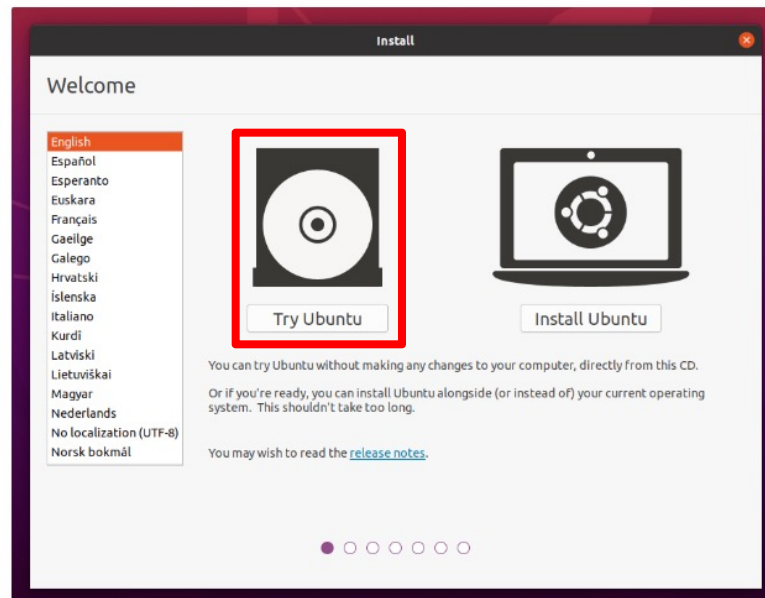 Install
Welcome
English
Español
Esperanto
Euskara
Français
Gaeilge
Galego
Hrvatski
Íslenska
Italiano
Kurdî
Latviski
Lietuviškai
Magyar
Nederlands
No localization (UTF-8)
Norsk bokmål
Try Ubuntu
Install Ubuntu
You can try Ubuntu without making any changes to your computer, directly from this CD.
Or if you're ready, you can install Ubuntu alongside (or instead of) your current operating
system. This shouldn't take too long.
You may wish to read the release notes.